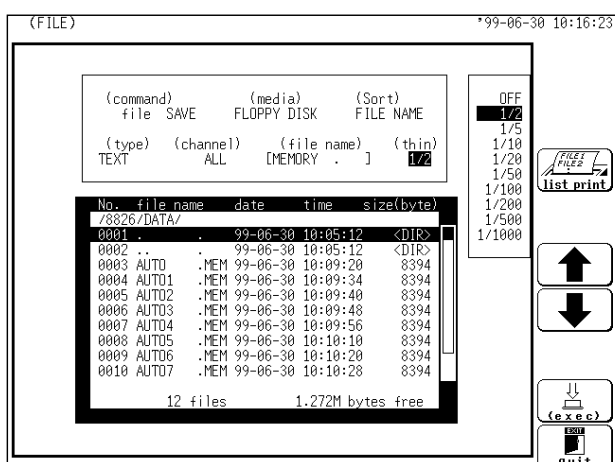 (FILE) '99-06-30 10:16:23
(command) (media) (Sort)
file SAVE FLOPPY DISK FILE NAME
(type) (channel) (file name) (thin)
TEXT ALL [MEMORY . ] 1/2
OFF
1/2
1/5
1/10
1/20
1/50
1/100
1/200
1/500
1/1000
No. file name date time size(byte)
/8826/DATA/
0001 . . 99-06-30 10:05:12 <DIR>
0002 .. . 99-06-30 10:05:12 <DIR>
0003 AUTO .MEM 99-06-30 10:09:20 8394
0004 AUTO1 .MEM 99-06-30 10:09:34 8394
0005 AUTO2 .MEM 99-06-30 10:09:40 8394
0006 AUTO3 .MEM 99-06-30 10:09:48 8394
0007 AUTO4 .MEM 99-06-30 10:09:56 8394
0008 AUTO5 .MEM 99-06-30 10:10:10 8394
0009 AUTO6 .MEM 99-06-30 10:10:20 8394
0010 AUTO7 .MEM 99-06-30 10:10:28 8394
12 files 1.272M bytes free
FILE1
FILE2
list print
(exec)
EXIT
quit